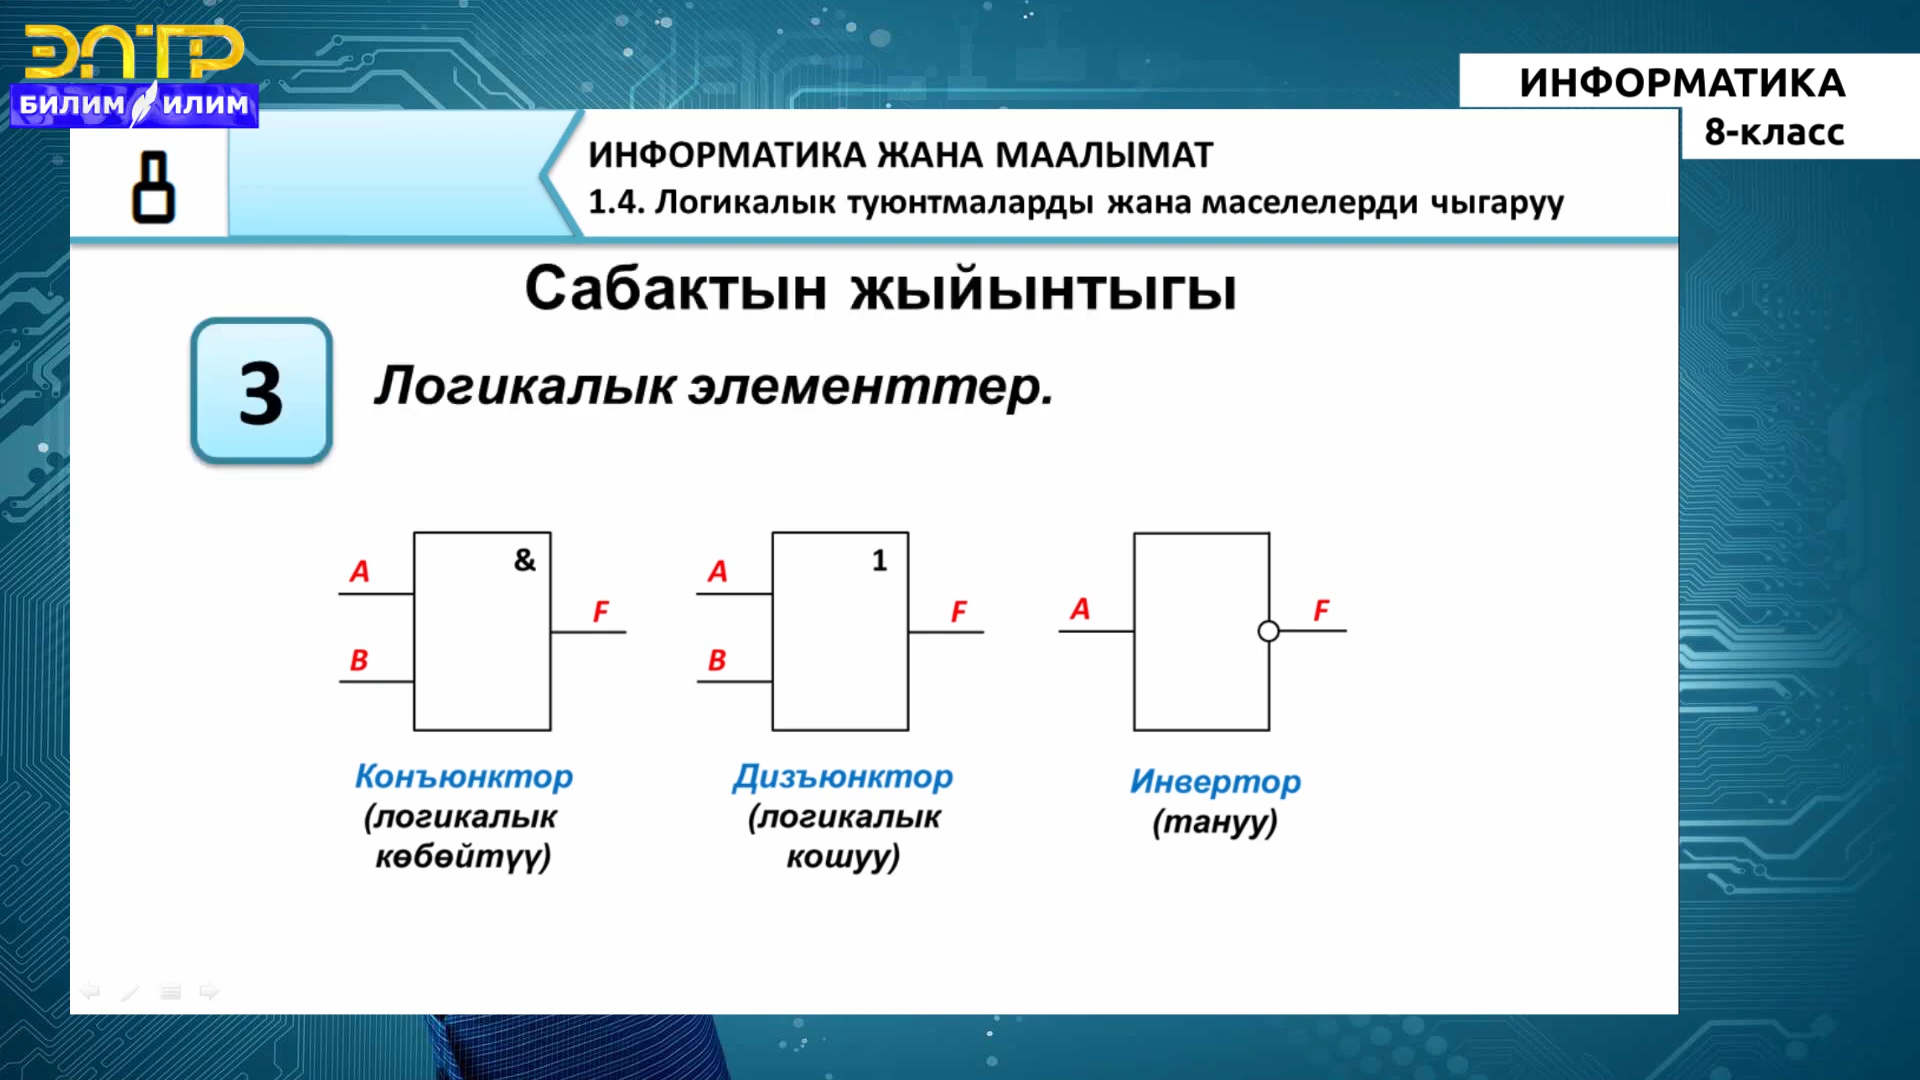 ЭЛТР
БИЛИМ ИЛИМ
ИНФОРМАТИКА
8-класс
8
ИНФОРМАТИКА ЖАНА МААЛЫМАТ
1.4. Логикалык туюнтмаларды жана маселелерди чыгаруу
Сабактын жыйынтыгы
3
Логикалык элементтер.
A
B
&
F
A
B
1
F
A
F
Конъюнктор
(логикалык
көбөйтүү)
Дизъюнктор
(логикалык
кошуу)
Инвертор
(тануу)